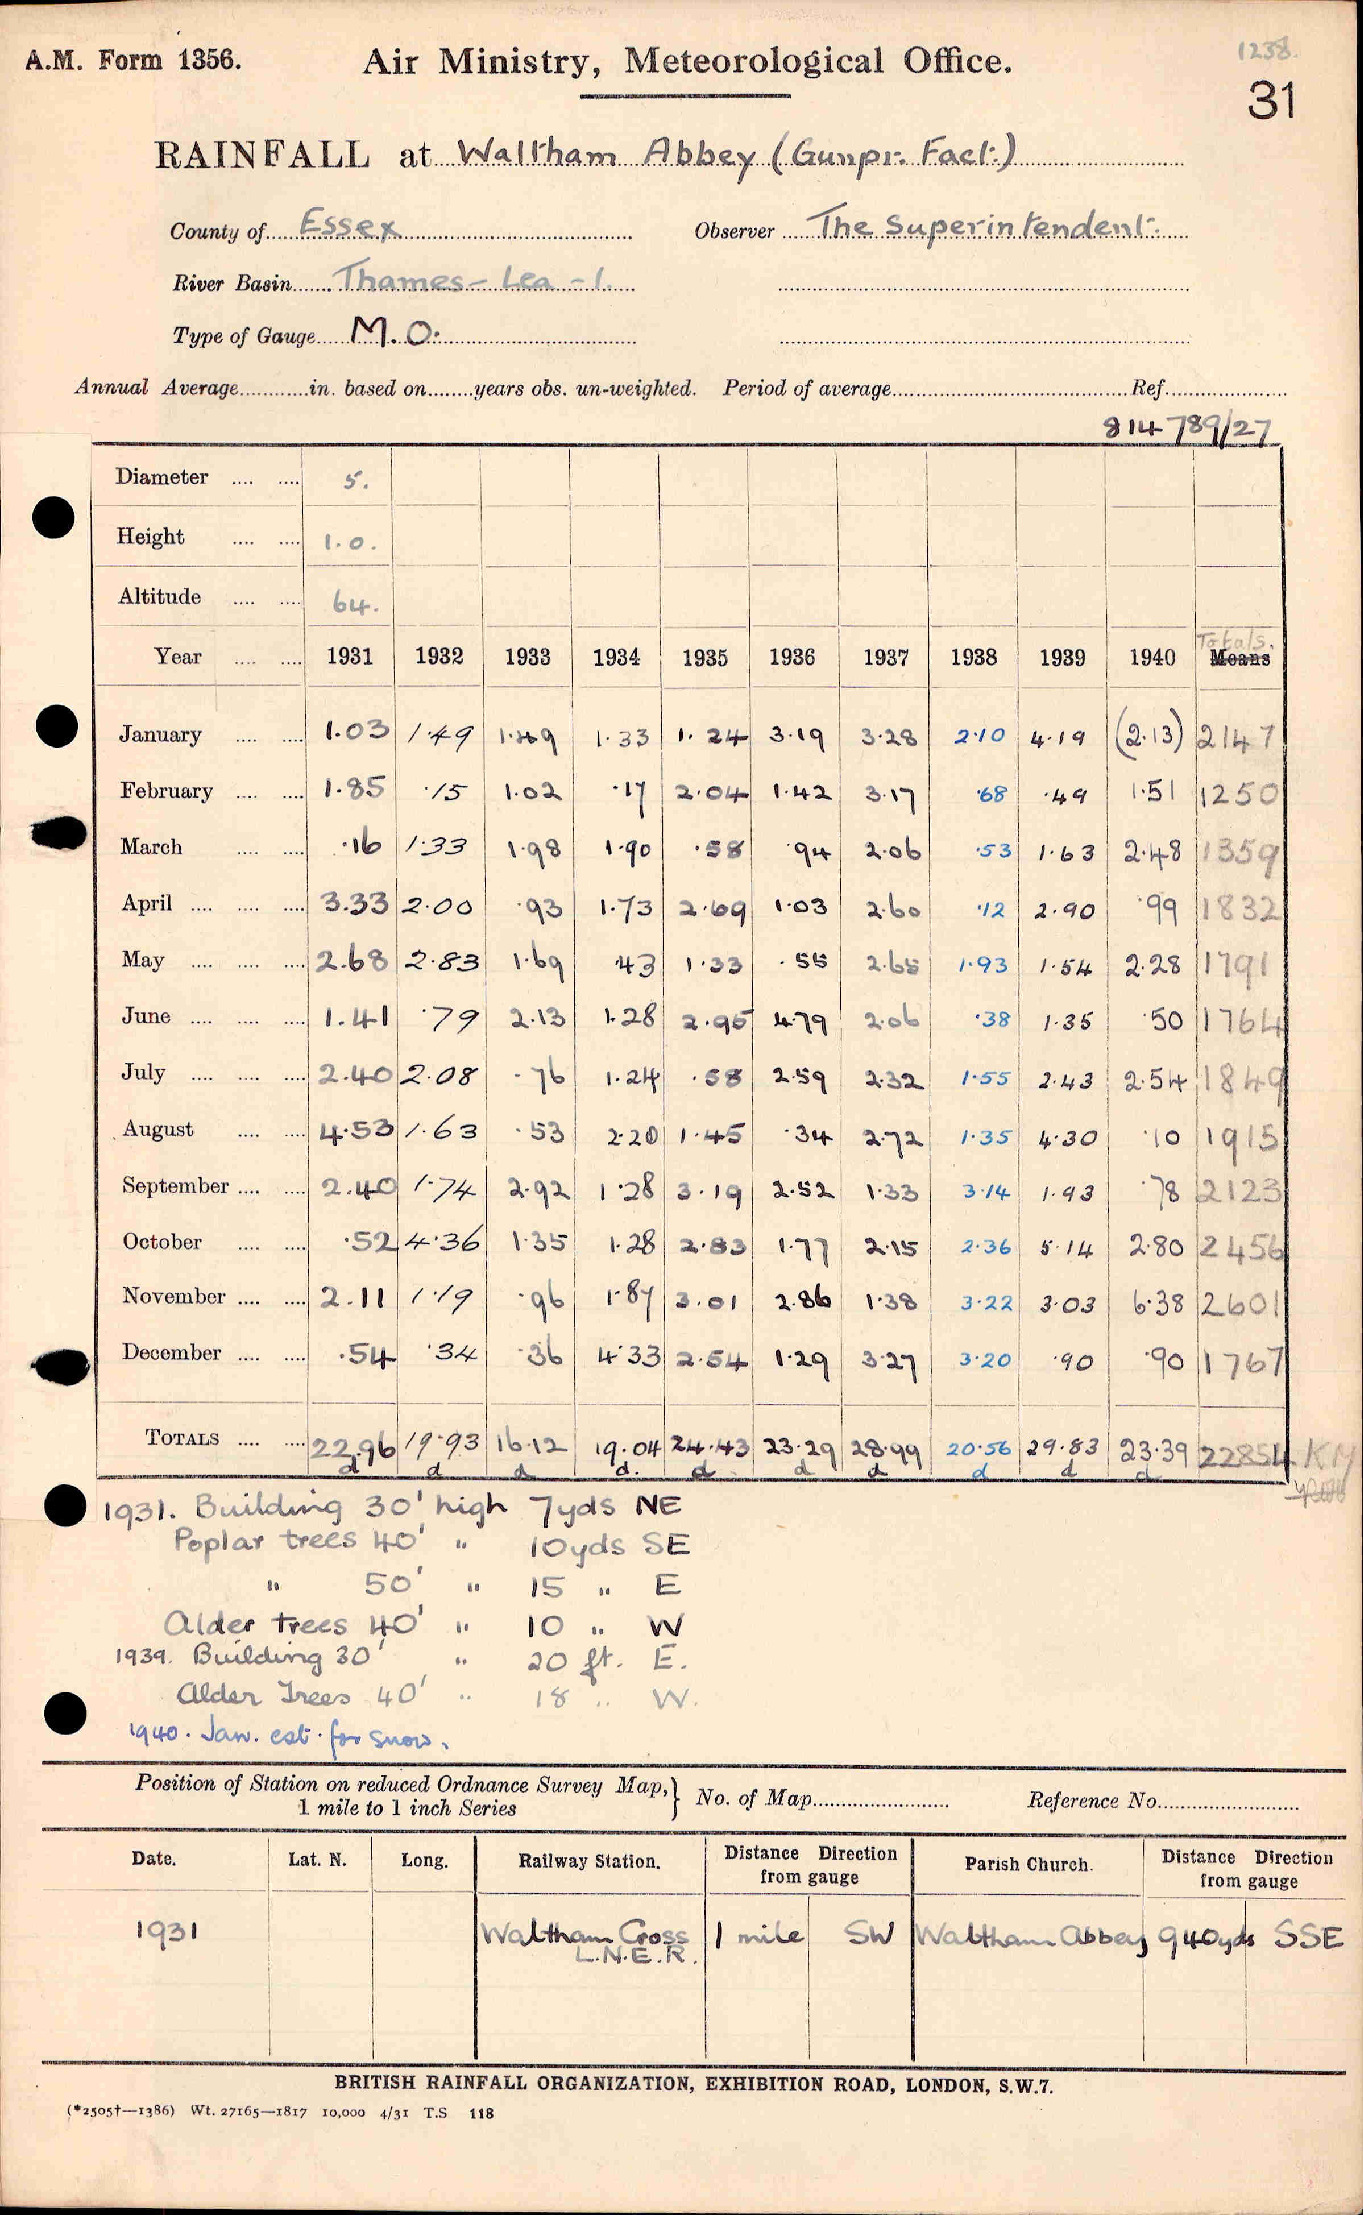 1238.
A.M. Form 1356. Air Ministry, Meteorological Office.
31
RAINFALL at Waltham Abbey (Gunpr. Fact.)
County of Essex Observer The Superintendent.
River Basin Thames - Lea - 1.
Type of Gauge M.O.
Annual Average............in. based on........years obs. un-weighted. Period of average........................................Ref.....................
814789/27
Diameter .... .... 5.
Height .... .... 1.0.
Altitude .... .... 64.
Totals.
Year .... .... 1931 1932 1933 1934 1935 1936 1937 1938 1939 1940 Means
January .... .... 1.03 1.49 1.49 1.33 1.24 3.19 3.28 2.10 4.19 (2.13) 2147
February .... .... 1.85 .15 1.02 .17 2.04 1.42 3.17 .68 .49 1.51 1250
March .... .... .16 1.33 1.98 1.90 .58 .94 2.06 .53 1.63 2.48 1359
April .... .... .... 3.33 2.00 .93 1.73 2.69 1.03 2.60 .12 2.90 .99 1832
May .... .... .... 2.68 2.83 1.69 .43 1.33 .55 2.65 1.93 1.54 2.28 1791
June .... .... .... 1.41 .79 2.13 1.28 2.95 4.79 2.06 .38 1.35 .50 1764
July .... .... .... 2.40 2.08 .76 1.24 .58 2.59 2.32 1.55 2.43 2.54 1849
August .... .... 4.53 1.63 .53 2.20 1.45 .34 2.72 1.35 4.30 .10 1915
September .... .... 2.40 1.74 2.92 1.28 3.19 2.52 1.33 3.14 1.93 .78 2123
October .... .... .52 4.36 1.35 1.28 2.83 1.77 2.15 2.36 5.14 2.80 2456
November .... .... 2.11 1.19 .96 1.87 3.01 2.86 1.38 3.22 3.03 6.38 2601
December .... .... .54 .34 .36 4.33 2.54 1.29 3.27 3.20 .90 .90 1767
TOTALS .... .... 22.96 19.93 16.12 19.04 24.43 23.29 28.99 20.56 29.83 23.39 22854 KM
d d d d. d d d d d d
1931. Building 30' high 7yds NE
Poplar trees 40' " 10yds SE
" 50' " 15 " E
Alder trees 40' " 10 " W
1939. Building 30' " 20 ft. E.
Alder Trees 40' " 18 " W.
1940. Jan. est. for snow.
Position of Station on reduced Ordnance Survey Map,} No. of Map........................ Reference No.........................
1 mile to 1 inch Series
Date. Lat. N. Long. Railway Station. Distance Direction from gauge Parish Church. Distance Direction from gauge
1931 Waltham Cross 1 mile SW Waltham Abbey 940yds SSE
L.N.E.R.
BRITISH RAINFALL ORGANIZATION, EXHIBITION ROAD, LONDON, S.W.7.
(*2505†—1386) Wt. 27165—1817 10,000 4/31 T.S 118